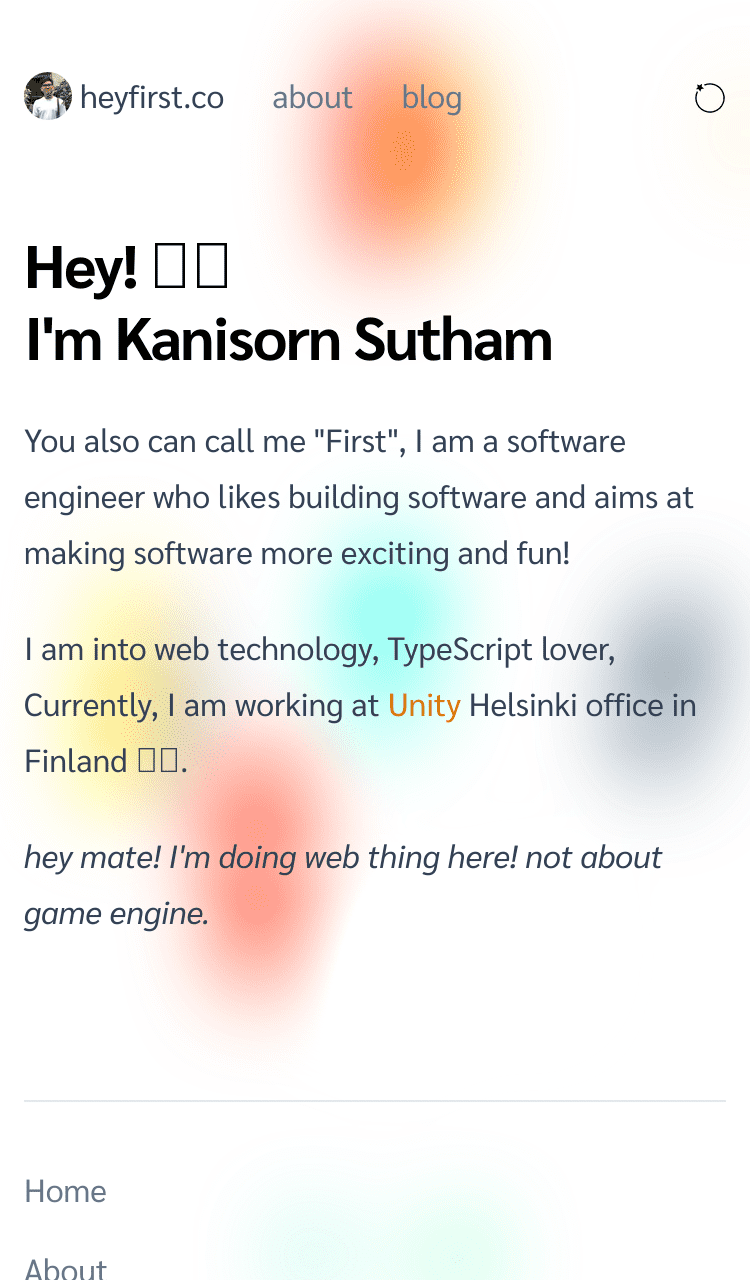 heyfirst.co about blog
Hey! 
I'm Kanisorn Sutham
You also can call me "First", I am a software
engineer who likes building software and aims at
making software more exciting and fun!
I am into web technology, TypeScript lover,
Currently, I am working at Unity Helsinki office in
Finland .
hey mate! I'm doing web thing here! not about
game engine.
Home
About